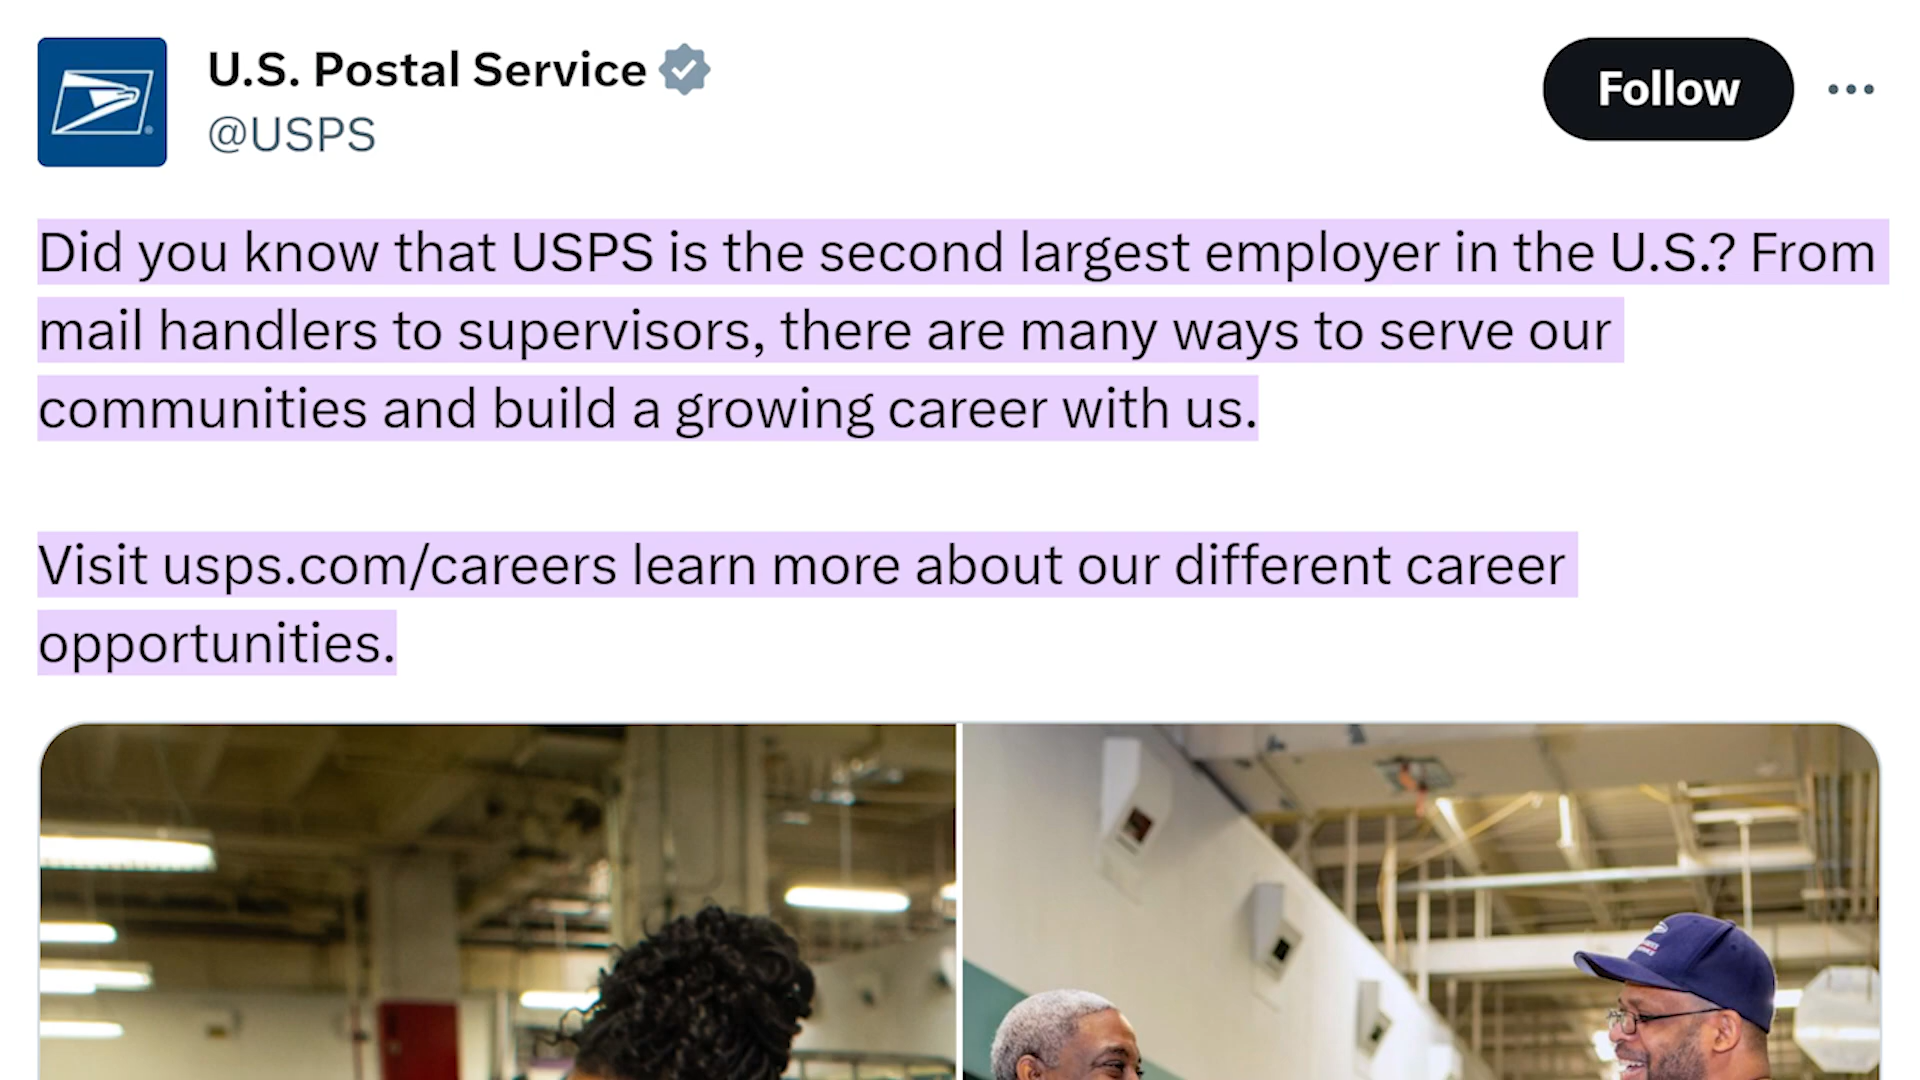 U.S. Postal Service
@USPS
Follow
Did you know that USPS is the second largest employer in the U.S.? From
mail handlers to supervisors, there are many ways to serve our
communities and build a growing career with us.
Visit usps.com/careers learn more about our different career
opportunities.